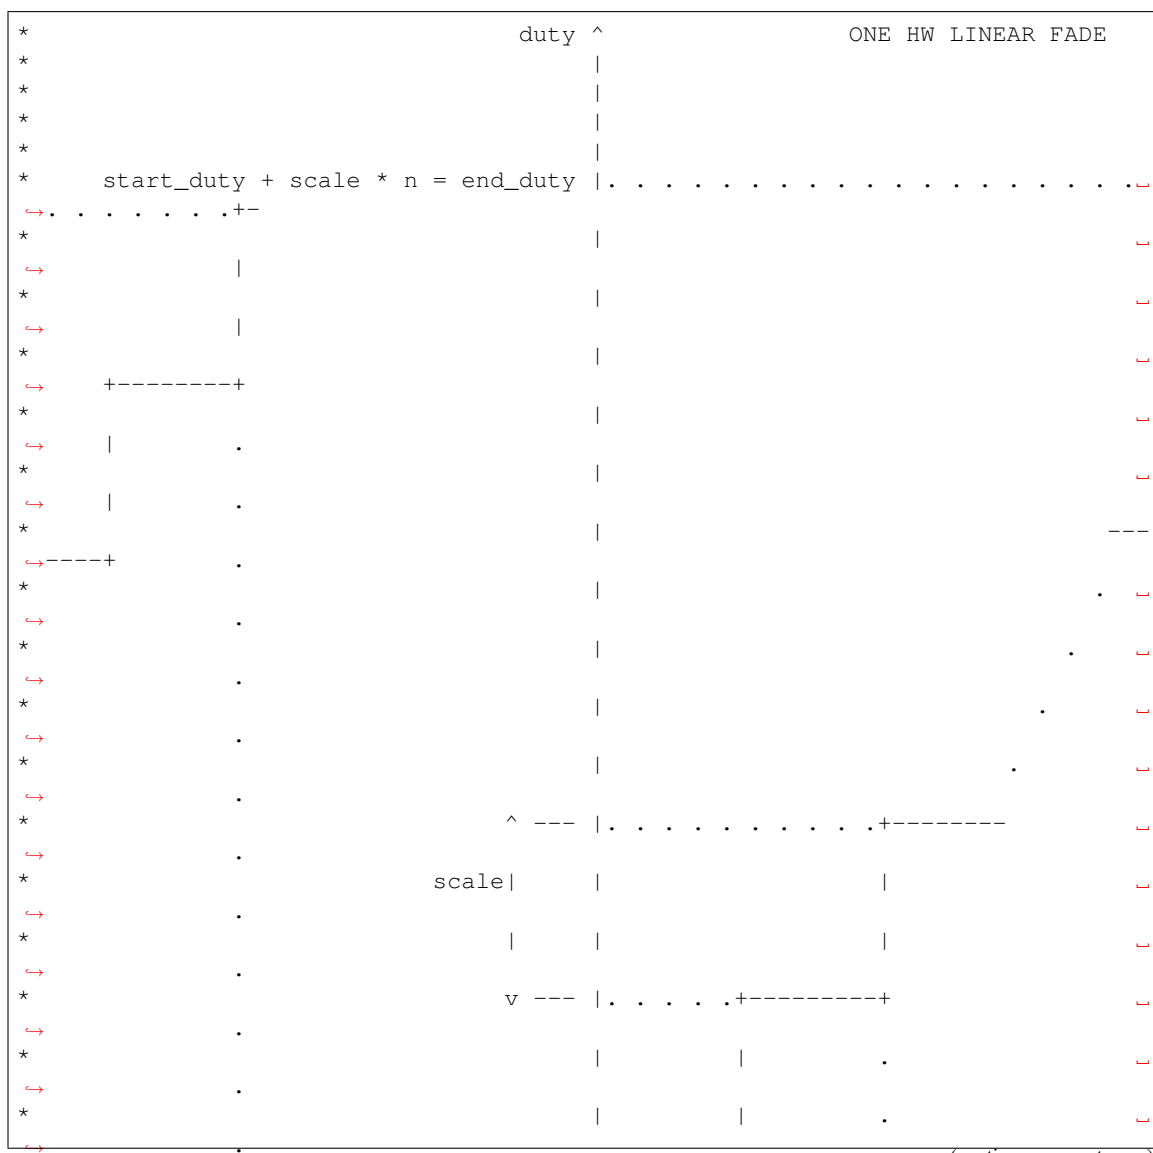 * duty ^ ONE HW LINEAR FADE
* |
* |
* |
* |
* start_duty + scale * n = end_duty |. . . . . . . . . . . . . . . . . . .␣
↪. . . . . . .+-
* | ␣
↪ |
* | ␣
↪ |
* | ␣
↪ +--------+
* | ␣
↪ | .
* | ␣
↪ | .
* | ---
↪----+ .
* | . ␣
↪ .
* | . ␣
↪ .
* | . ␣
↪ .
* | . ␣
↪ .
* ^ --- |. . . . . . . . . .+-------- ␣
↪ .
* scale| | | ␣
↪ .
* | | | ␣
↪ .
* v --- |. . . . .+---------+ ␣
↪ .
* | | . ␣
↪ .
* | | . ␣
↪ .